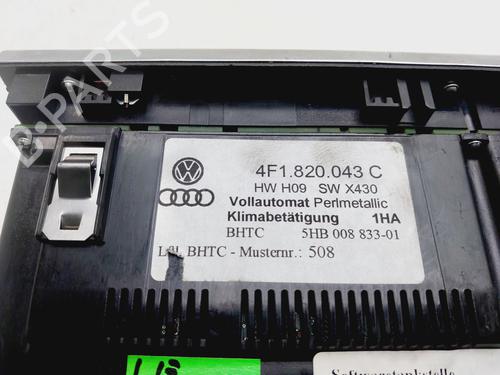 B-PARTS
4F1.820.043 C
HW H09 SW X430
Vollautomat Perlmetallic
Klimabetätigung 1HA
BHTC 5HB 008 833-01
Lfd. BHTC - Musternr.: 508